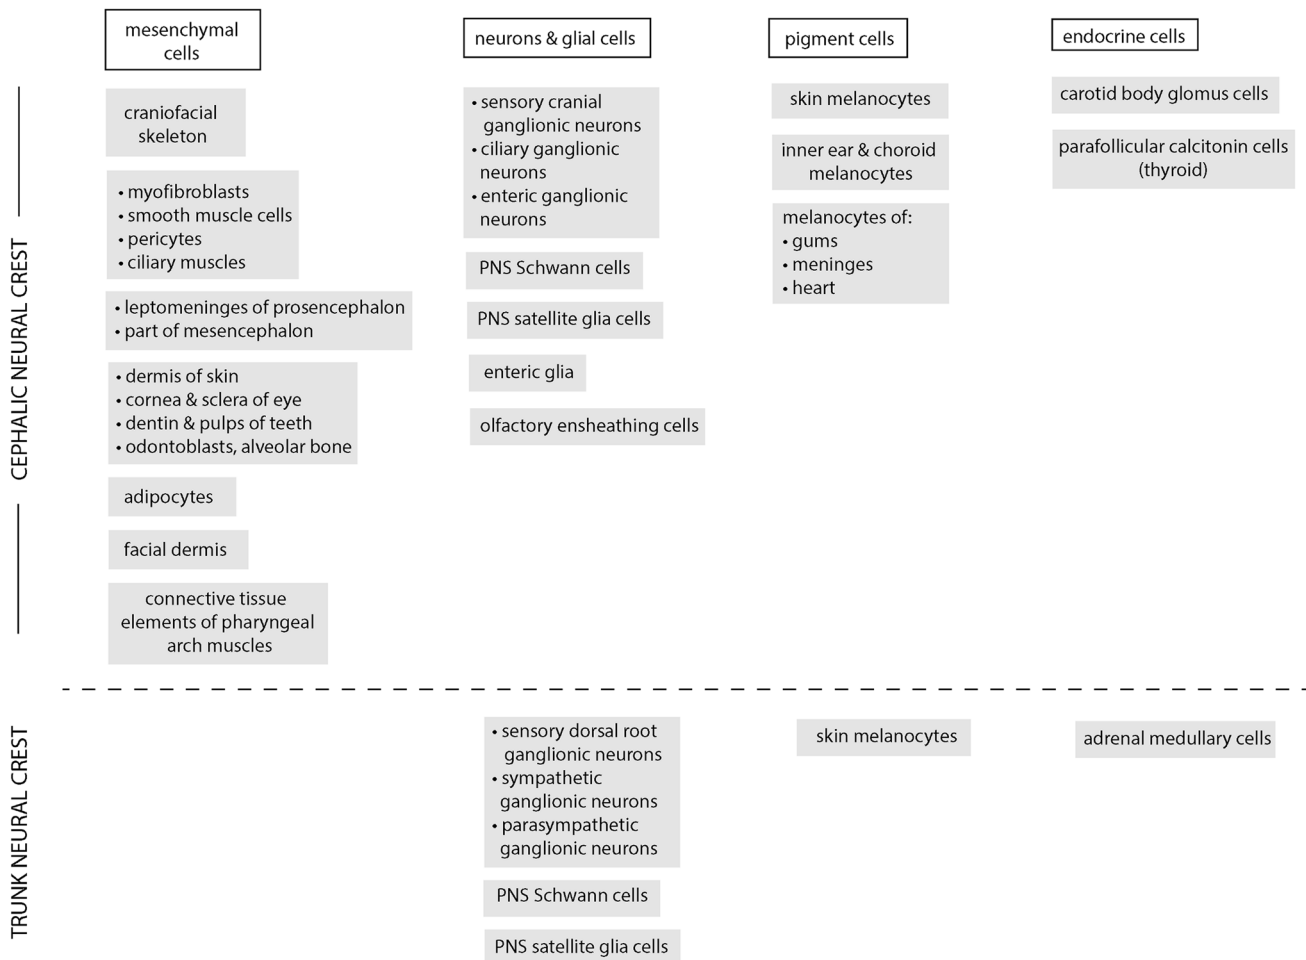 mesenchymal
cells
neurons & glial cells
pigment cells
endocrine cells
CEPHALIC NEURAL CREST
craniofacial
skeleton
• myofibroblasts
• smooth muscle cells
• pericytes
• ciliary muscles
• leptomeninges of prosencephalon
• part of mesencephalon
• dermis of skin
• cornea & sclera of eye
• dentin & pulps of teeth
• odontoblasts, alveolar bone
adipocytes
facial dermis
connective tissue
elements of pharyngeal
arch muscles
• sensory cranial
ganglionic neurons
• ciliary ganglionic
neurons
• enteric ganglionic
neurons
PNS Schwann cells
PNS satellite glia cells
enteric glia
olfactory ensheathing cells
skin melanocytes
inner ear & choroid
melanocytes
melanocytes of:
• gums
• meninges
• heart
carotid body glomus cells
parafollicular calcitonin cells
(thyroid)
TRUNK NEURAL CREST
• sensory dorsal root
ganglionic neurons
• sympathetic
ganglionic neurons
• parasympathetic
ganglionic neurons
PNS Schwann cells
PNS satellite glia cells
skin melanocytes
adrenal medullary cells